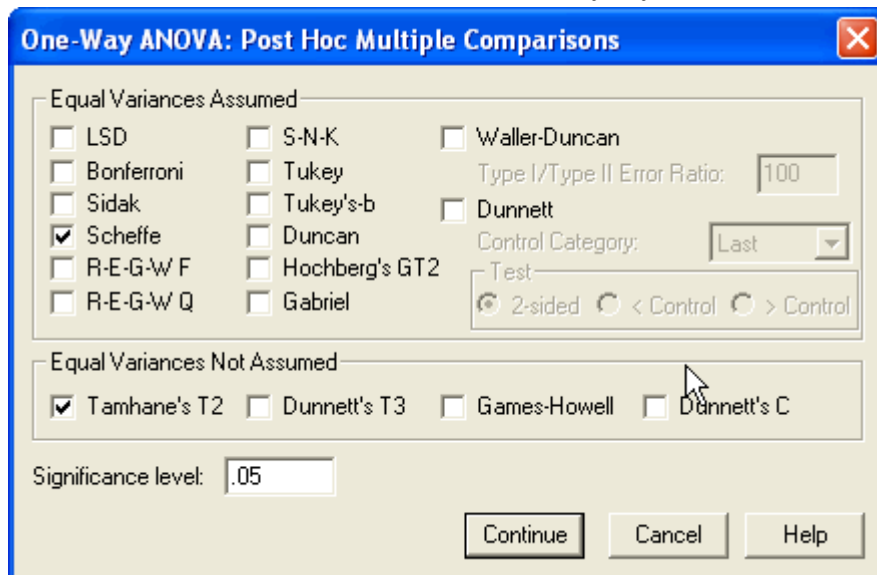 One-Way ANOVA: Post Hoc Multiple Comparisons
Equal Variances Assumed
LSD
Bonferroni
Sidak
Scheffe
R-E-G-W F
R-E-G-W Q
S-N-K
Tukey
Tukey's-b
Duncan
Hochberg's GT2
Gabriel
Waller-Duncan
Type I/Type II Error Ratio: 100
Dunnett
Control Category: Last
Test
2-sided < Control > Control
Equal Variances Not Assumed
Tamhane's T2 Dunnett's T3 Games-Howell Dunnett's C
Significance level: .05
Continue Cancel Help